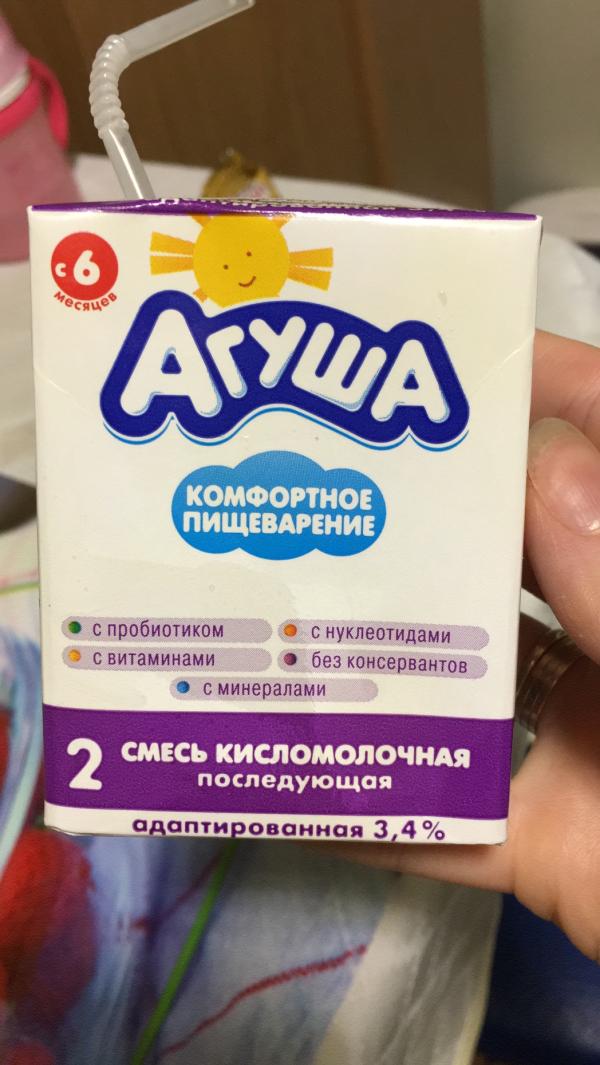 с 6
месяцев
АГУША
КОМФОРТНОЕ
ПИЩЕВАРЕНИЕ
с пробиотиком
с нуклеотидами
с витаминами
без консервантов
с минералами
2 СМЕСЬ КИСЛОМОЛОЧНАЯ
последующая
адаптированная 3,4%